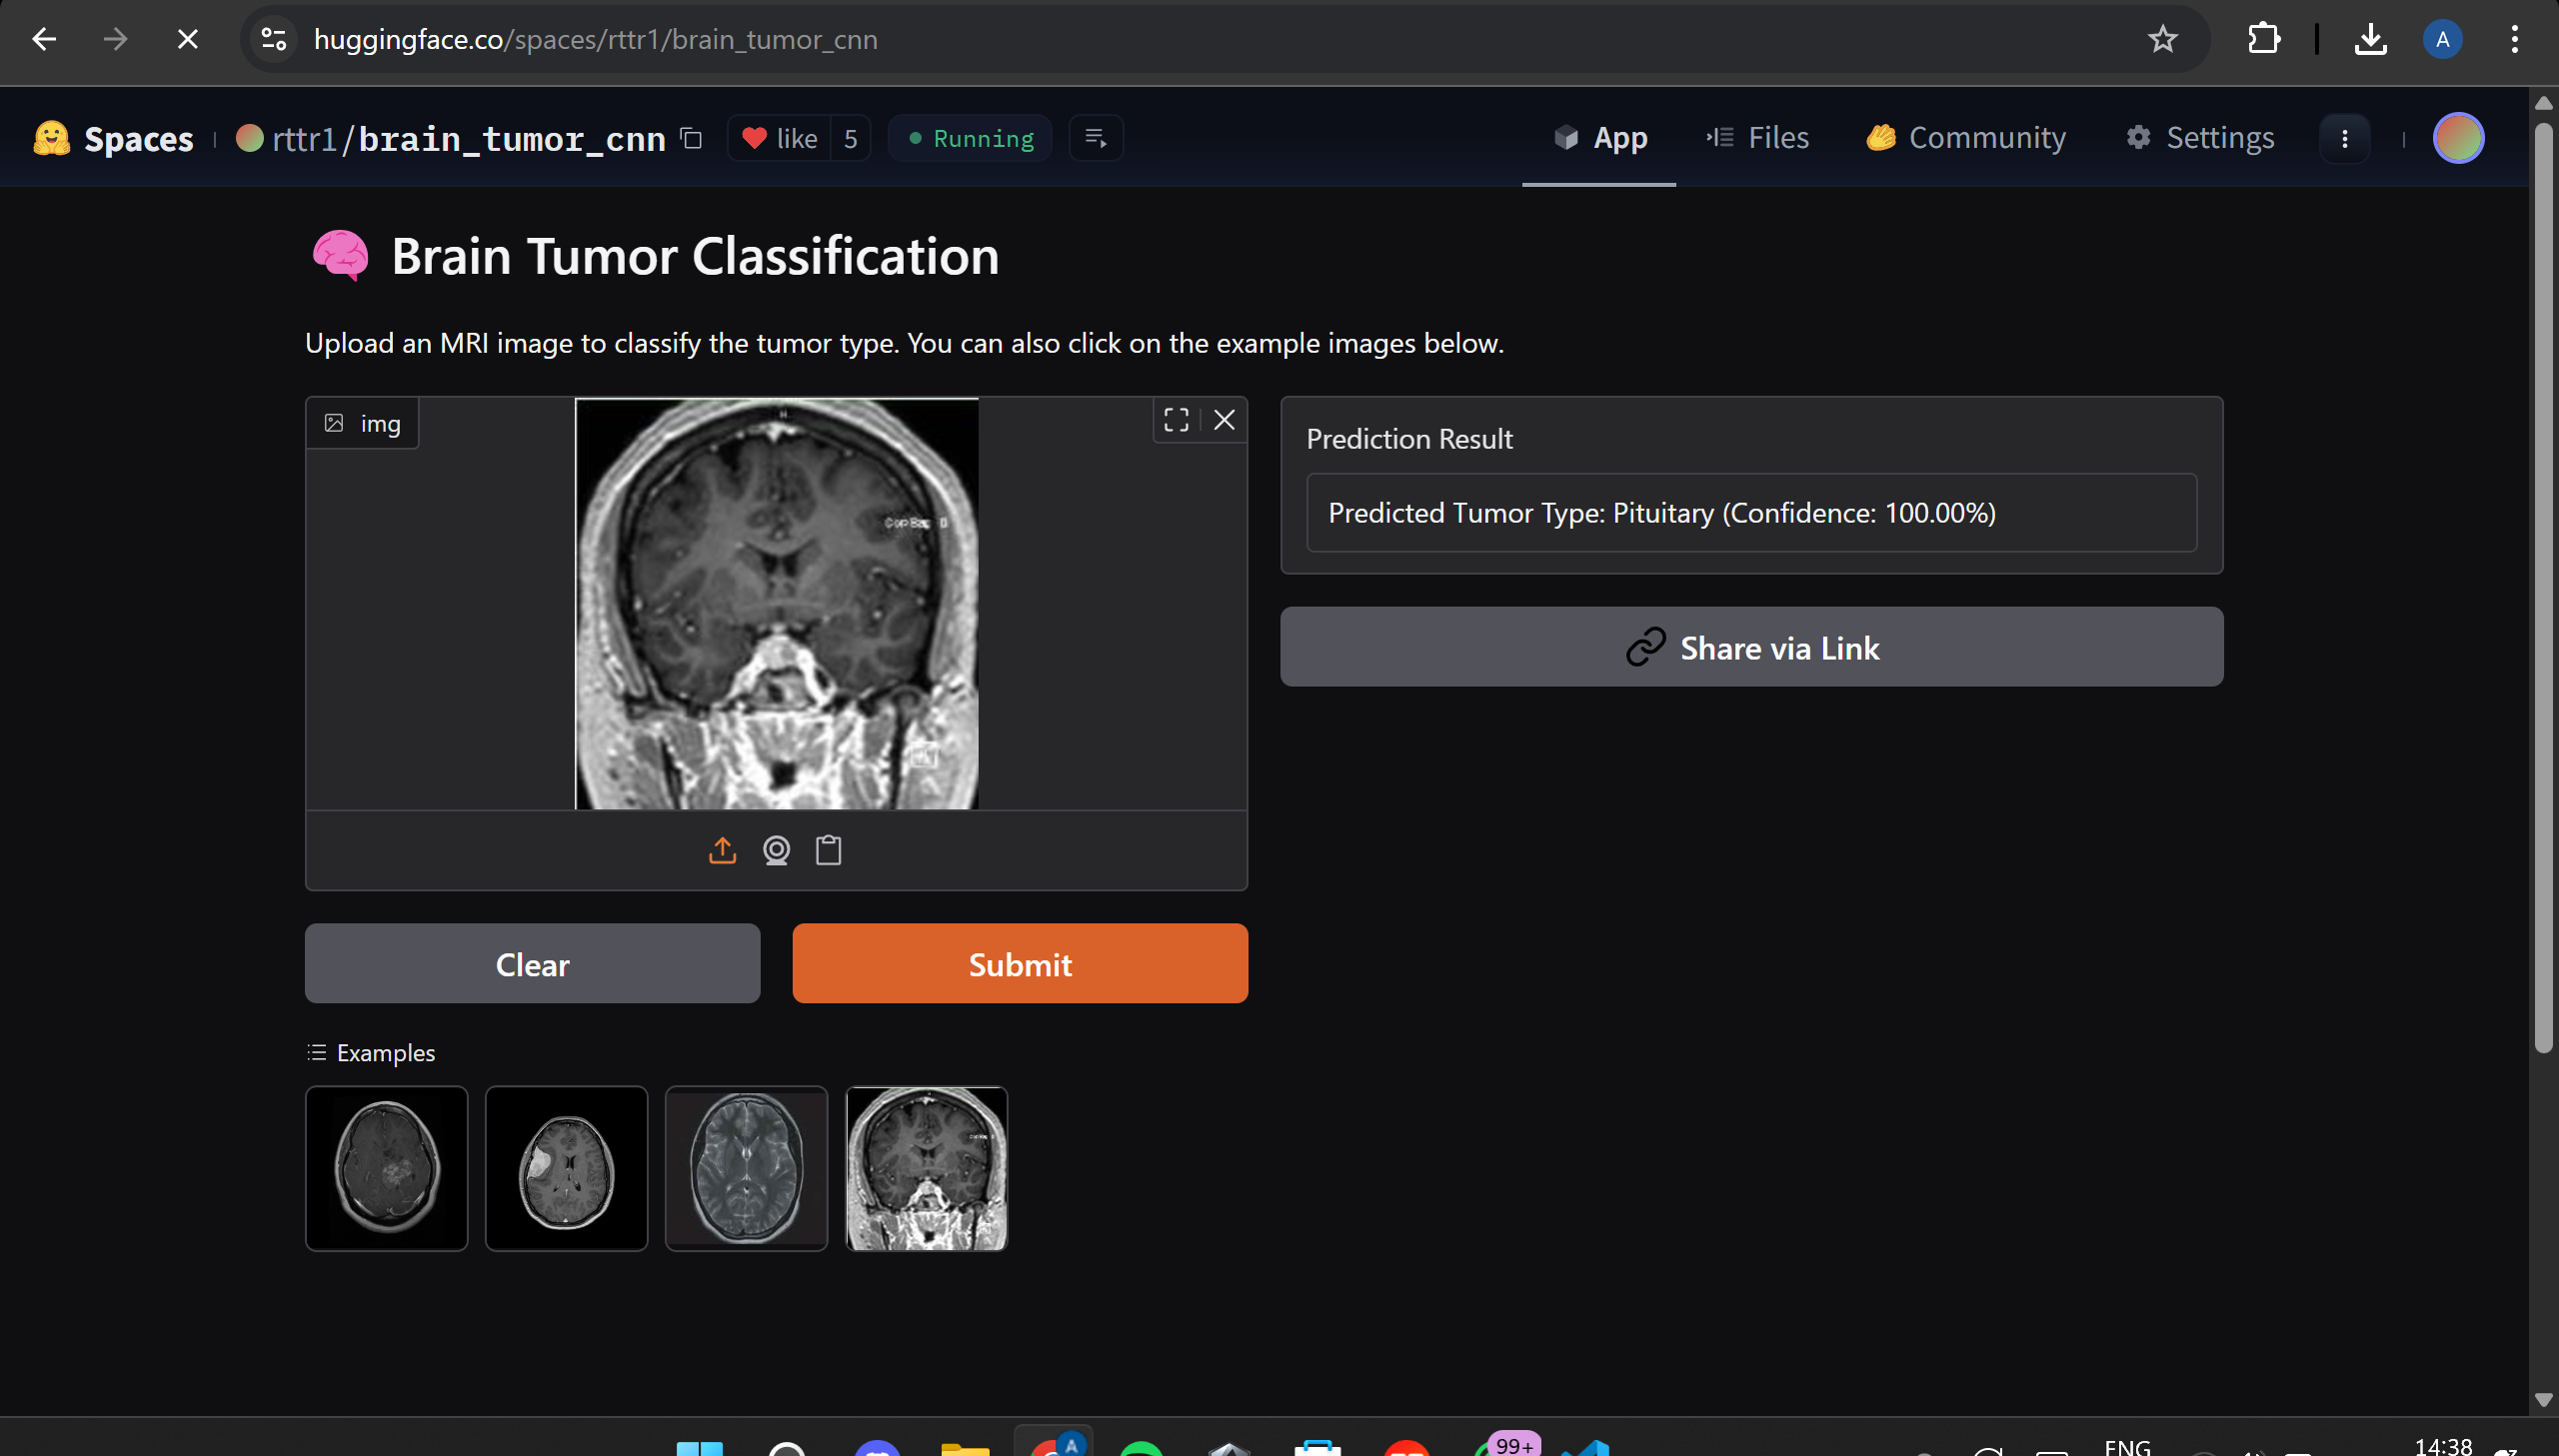 huggingface.co/spaces/rttr1/brain_tumor_cnn
A
Spaces rttr1/brain_tumor_cnn like 5 Running App Files Community Settings
Brain Tumor Classification
Upload an MRI image to classify the tumor type. You can also click on the example images below.
img
Prediction Result
Predicted Tumor Type: Pituitary (Confidence: 100.00%)
Share via Link
Clear
Submit
Examples
A
99+
ENG
14:38